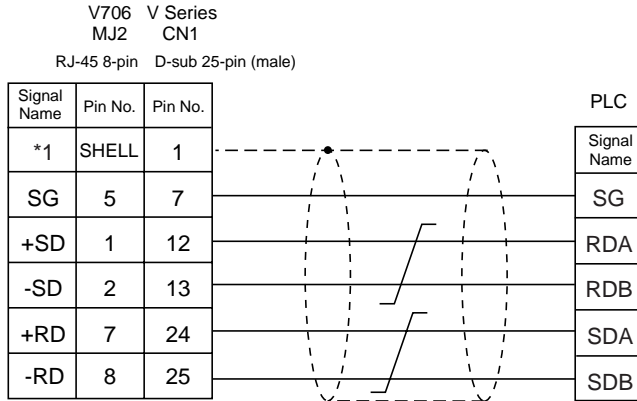 V706 V Series
MJ2 CN1
RJ-45 8-pin D-sub 25-pin (male)
Signal Name Pin No. Pin No. PLC
*1 SHELL 1 Signal Name
SG 5 7 SG
+SD 1 12 RDA
-SD 2 13 RDB
+RD 7 24 SDA
-RD 8 25 SDB